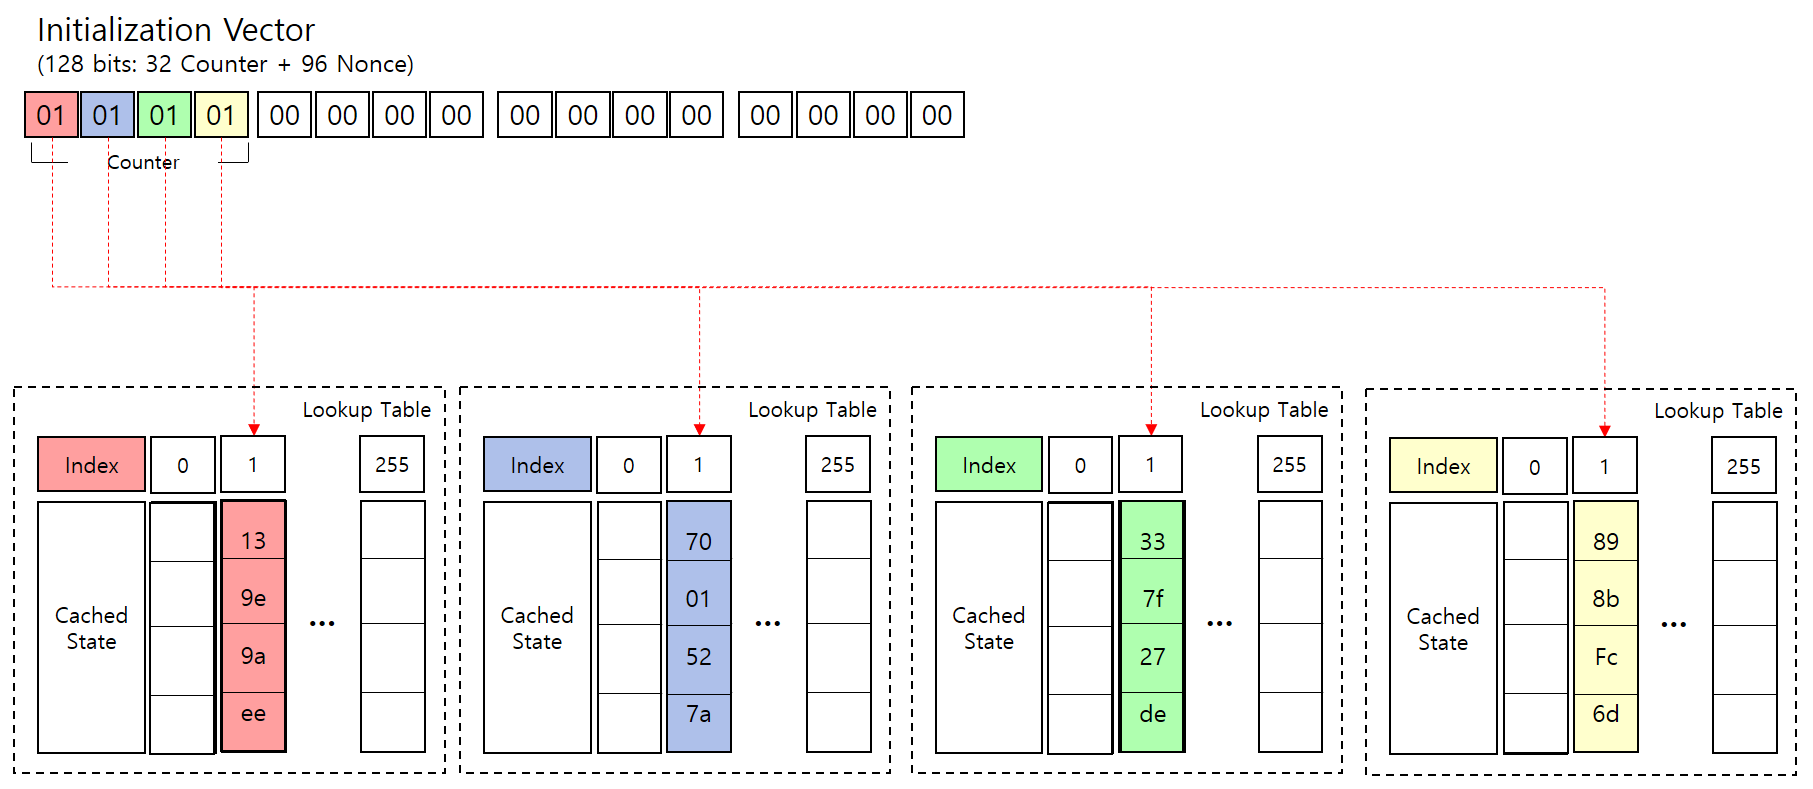 Initialization Vector
(128 bits: 32 Counter + 96 Nonce)
01 01 01 01 00 00 00 00 00 00 00 00 00 00 00 00
Counter
Lookup Table
Index 0 1 255
Cached
State
13
9e
9a
ee
...
Lookup Table
Index 0 1 255
Cached
State
70
01
52
7a
...
Lookup Table
Index 0 1 255
Cached
State
33
7f
27
de
...
Lookup Table
Index 0 1 255
Cached
State
89
8b
Fc
6d
...